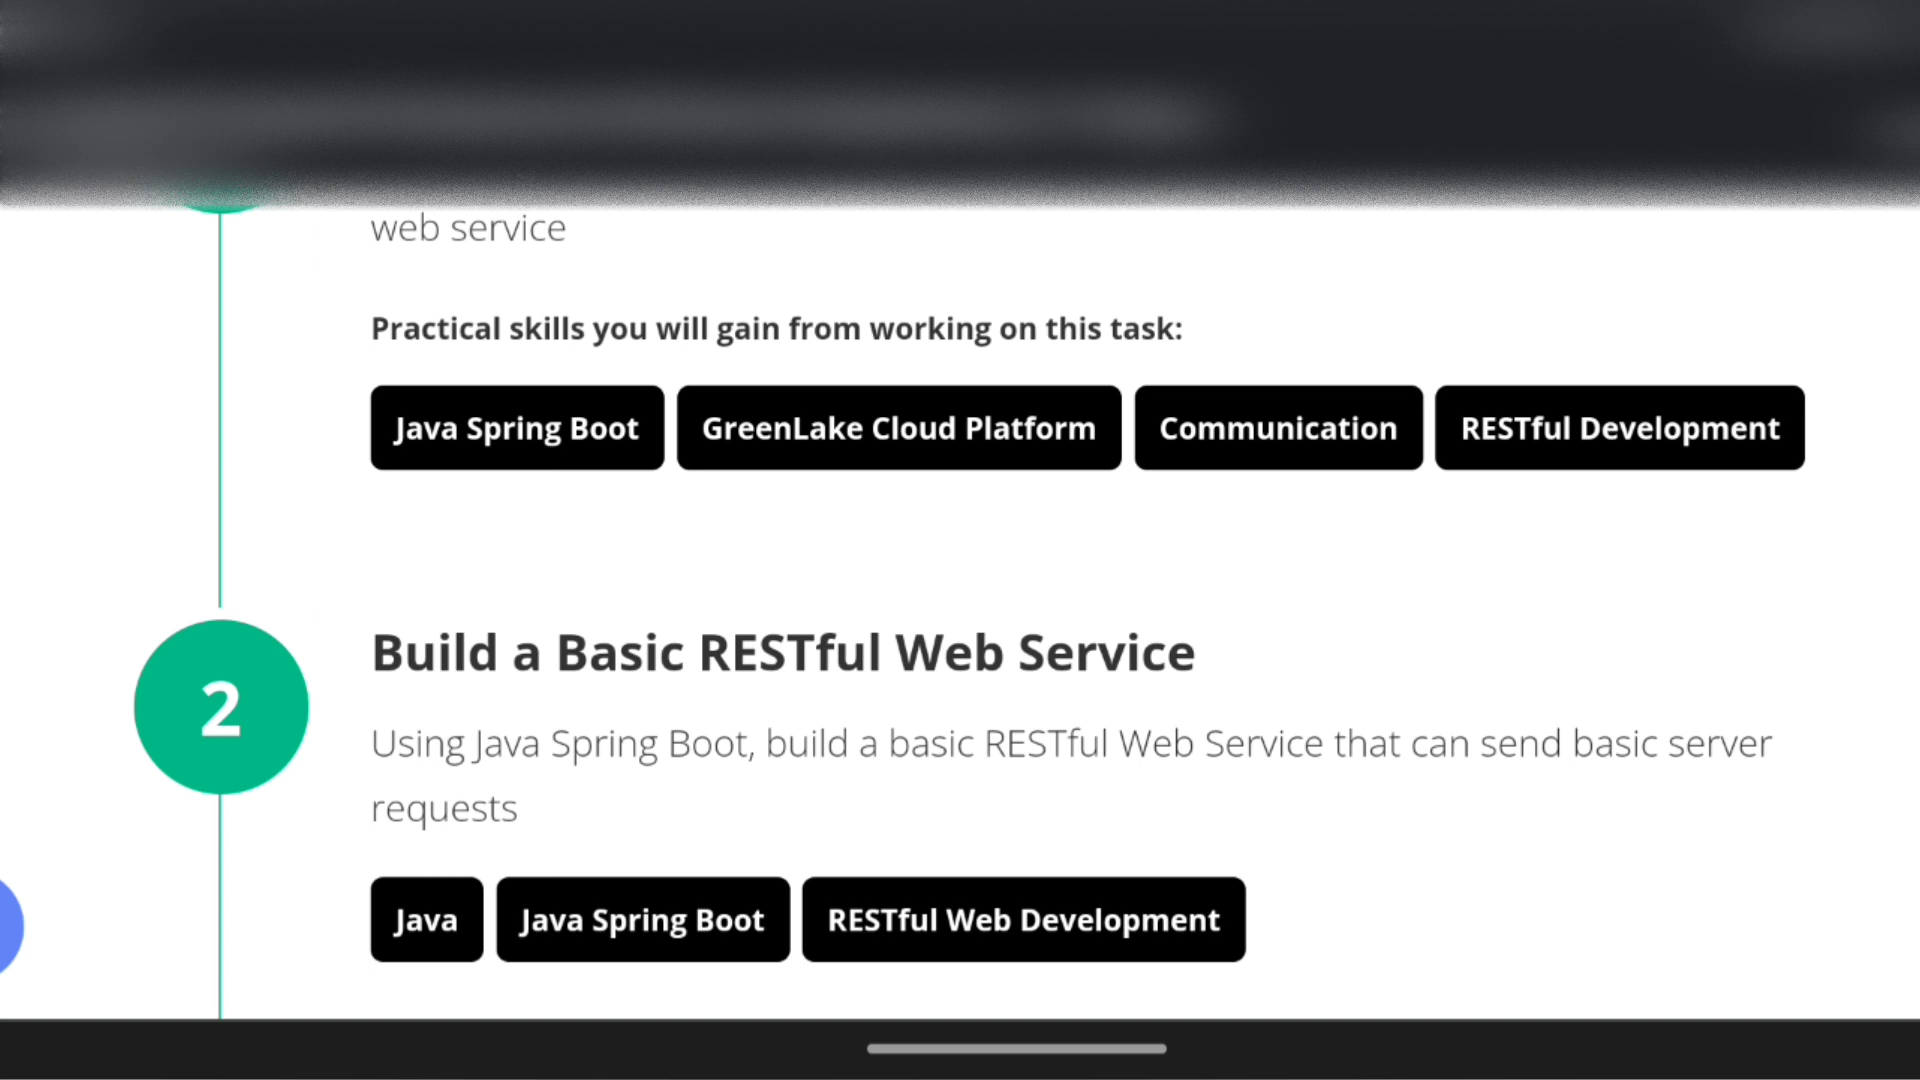 web service
Practical skills you will gain from working on this task:
Java Spring Boot GreenLake Cloud Platform Communication RESTful Development
2
Build a Basic RESTful Web Service
Using Java Spring Boot, build a basic RESTful Web Service that can send basic server
requests
Java Java Spring Boot RESTful Web Development